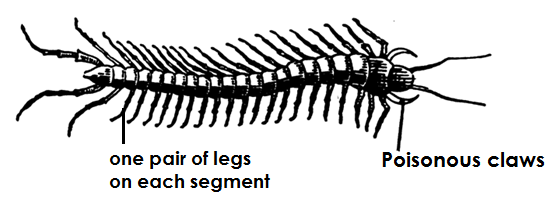 one pair of legs
on each segment
Poisonous claws